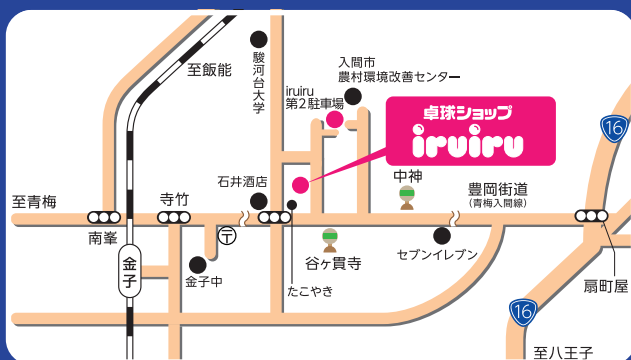 至飯能
駿河台大学
入間市
農村環境改善センター
iruiru
第2駐車場
卓球ショップ
iruiru
16
至青梅
南峯
寺竹
石井酒店
中神
豊岡街道
(青梅入間線)
金子
〒
金子中
谷ヶ貫寺
たこやき
セブンイレブン
扇町屋
16
至八王子